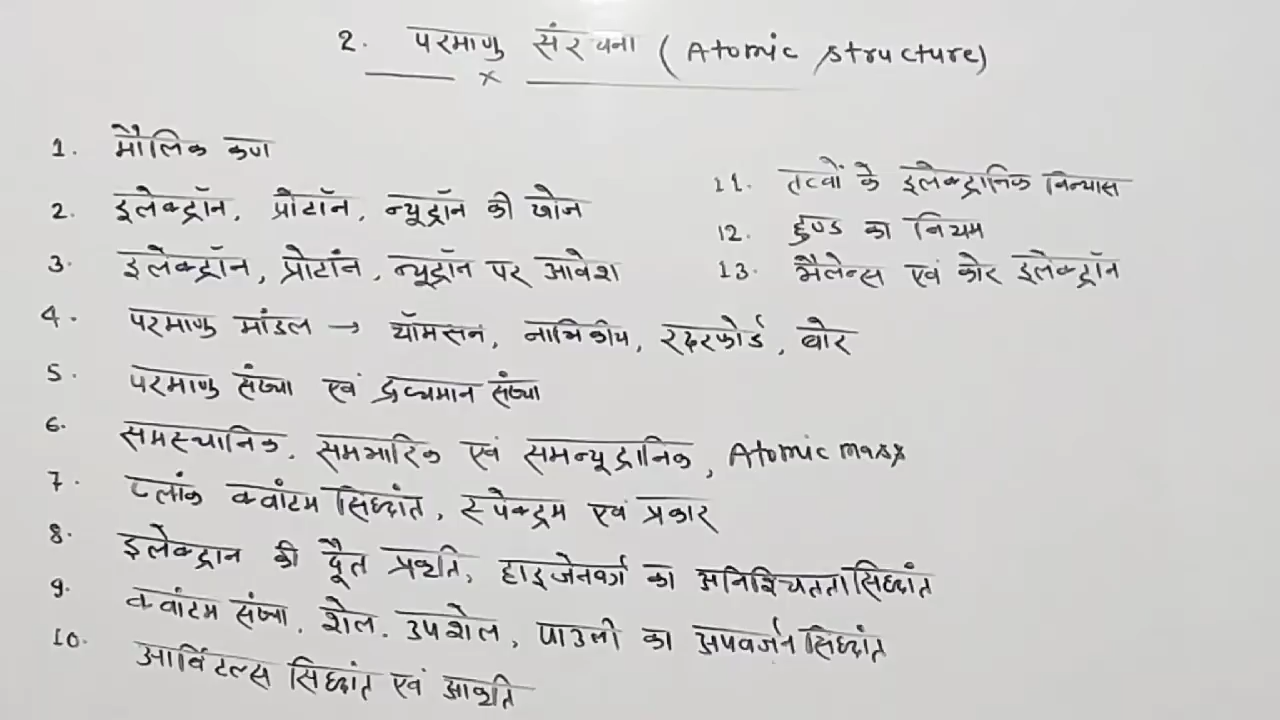 2. परमाणु संरचना (Atomic structure)
1. मौलिक कण
2. इलेक्ट्रॉन, प्रोटॉन, न्यूट्रॉन की खोज
3. इलेक्ट्रॉन, प्रोटॉन, न्यूट्रॉन पर आवेश
4. परमाणु मांडल → थॉमसन, नाभिकीय, रदरफोर्ड, बोर
5. परमाणु संख्या एवं द्रव्यमान संख्या
6. समस्थानिक, समभारिक एवं समन्यूट्रानिक, Atomic mass
7. प्लांक क्वांटम सिद्धांत, स्पेक्ट्रम एवं प्रकार
8. इलेक्ट्रान की द्वैत प्रकृति, हाइजेनवर्ग का अनिश्चितता सिद्धांत
9. क्वांटम संख्या, शैल, उपशैल, पाउली का अपवर्जन सिद्धांत
10. आर्विटल्स सिद्धांत एवं आकृति
11. तत्वों के इलेक्ट्रानिक विन्यास
12. हुण्ड का नियम
13. भैलेन्स एवं कोर इलेक्ट्रॉन